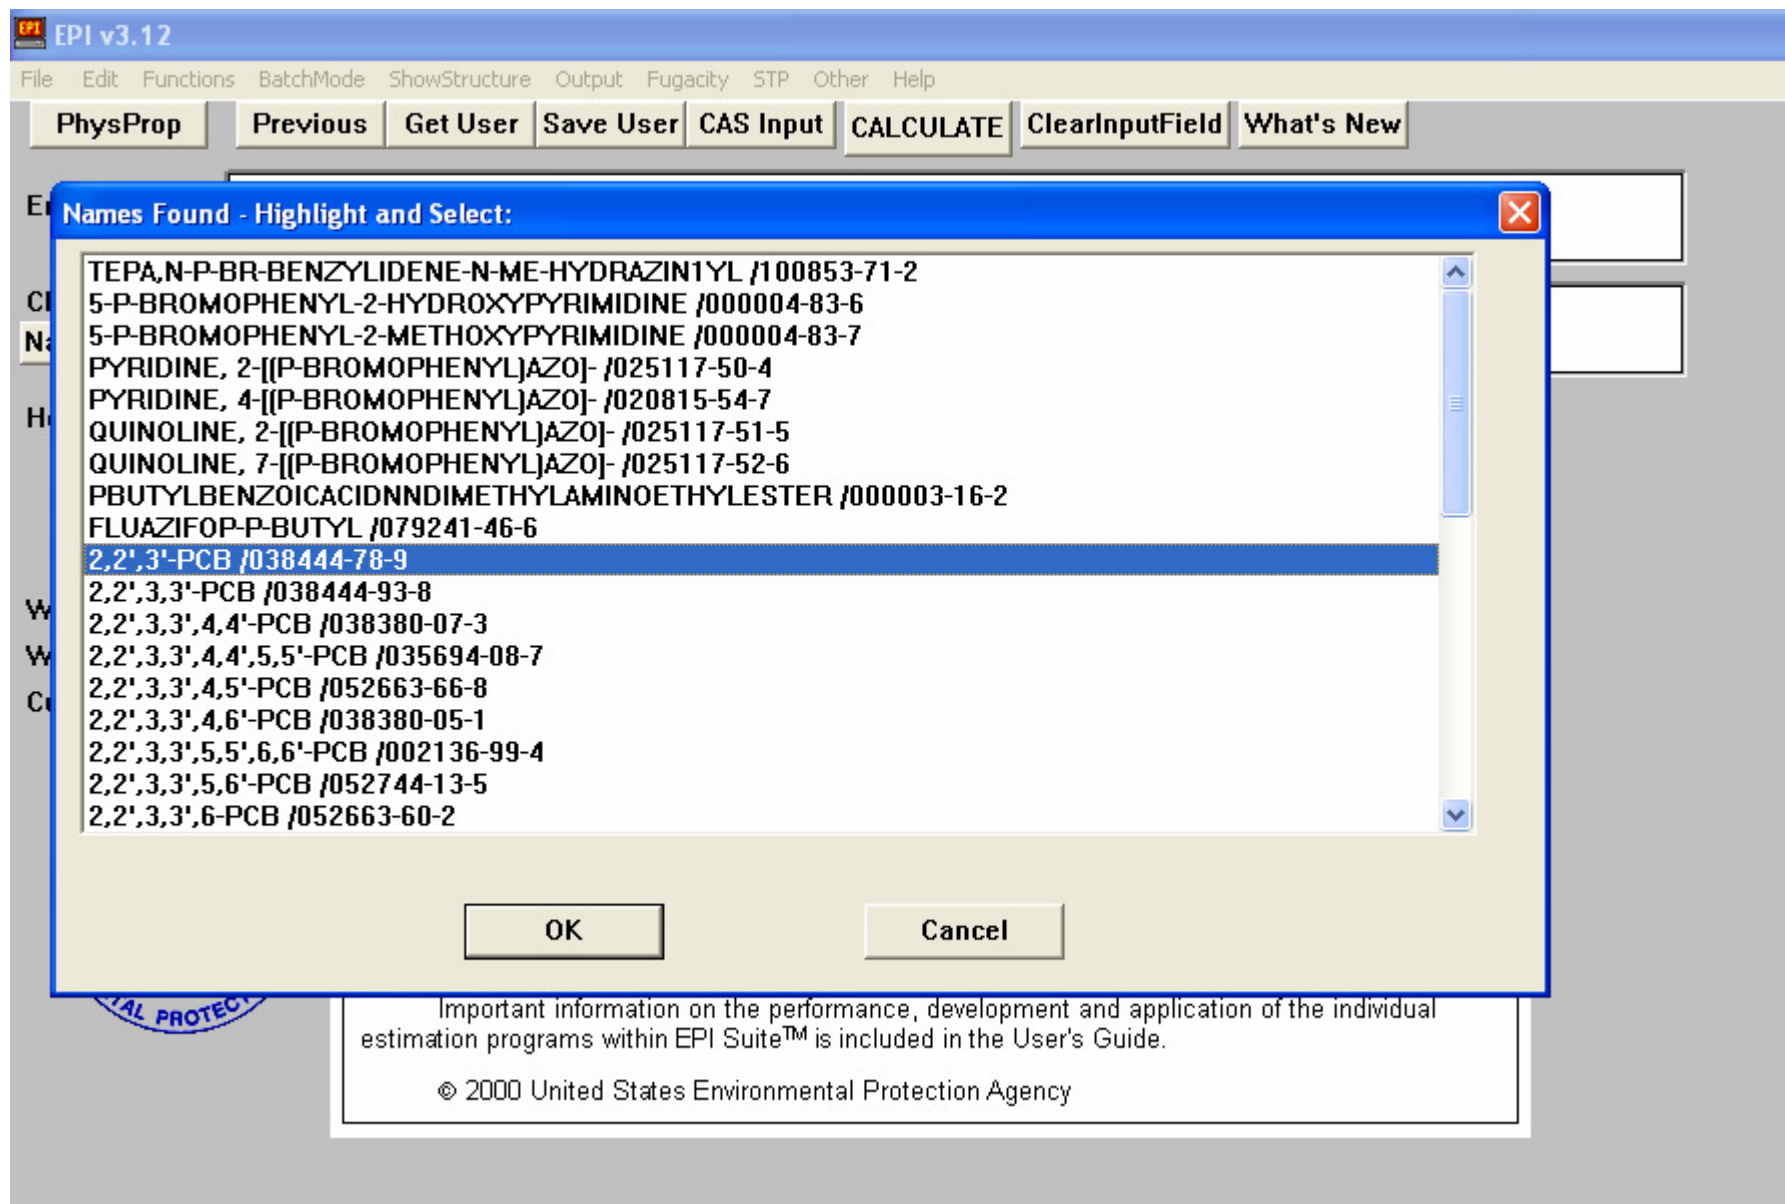 EPI
EPI v3.12
File Edit Functions BatchMode ShowStructure Output Fugacity STP Other Help
PhysProp Previous Get User Save User CAS Input CALCULATE ClearInputField What's New
Names Found - Highlight and Select:
TEPA,N-P-BR-BENZYLIDENE-N-ME-HYDRAZIN1YL /100853-71-2
5-P-BROMOPHENYL-2-HYDROXYPYRIMIDINE /000004-83-6
5-P-BROMOPHENYL-2-METHOXYPYRIMIDINE /000004-83-7
PYRIDINE, 2-[(P-BROMOPHENYL)AZO]- /025117-50-4
PYRIDINE, 4-[(P-BROMOPHENYL)AZO]- /020815-54-7
QUINOLINE, 2-[(P-BROMOPHENYL)AZO]- /025117-51-5
QUINOLINE, 7-[(P-BROMOPHENYL)AZO]- /025117-52-6
PBUTYLBENZOICACIDNNDIMETHYLAMINOETHYLESTER /000003-16-2
FLUAZIFOP-P-BUTYL /079241-46-6
2,2',3'-PCB /038444-78-9
2,2',3,3'-PCB /038444-93-8
2,2',3,3',4,4'-PCB /038380-07-3
2,2',3,3',4,4',5,5'-PCB /035694-08-7
2,2',3,3',4,5'-PCB /052663-66-8
2,2',3,3',4,6'-PCB /038380-05-1
2,2',3,3',5,5',6,6'-PCB /002136-99-4
2,2',3,3',5,6'-PCB /052744-13-5
2,2',3,3',6-PCB /052663-60-2
OK Cancel
TAL PROTEC
Important information on the performance, development and application of the individual
estimation programs within EPI Suite™ is included in the User's Guide.
© 2000 United States Environmental Protection Agency